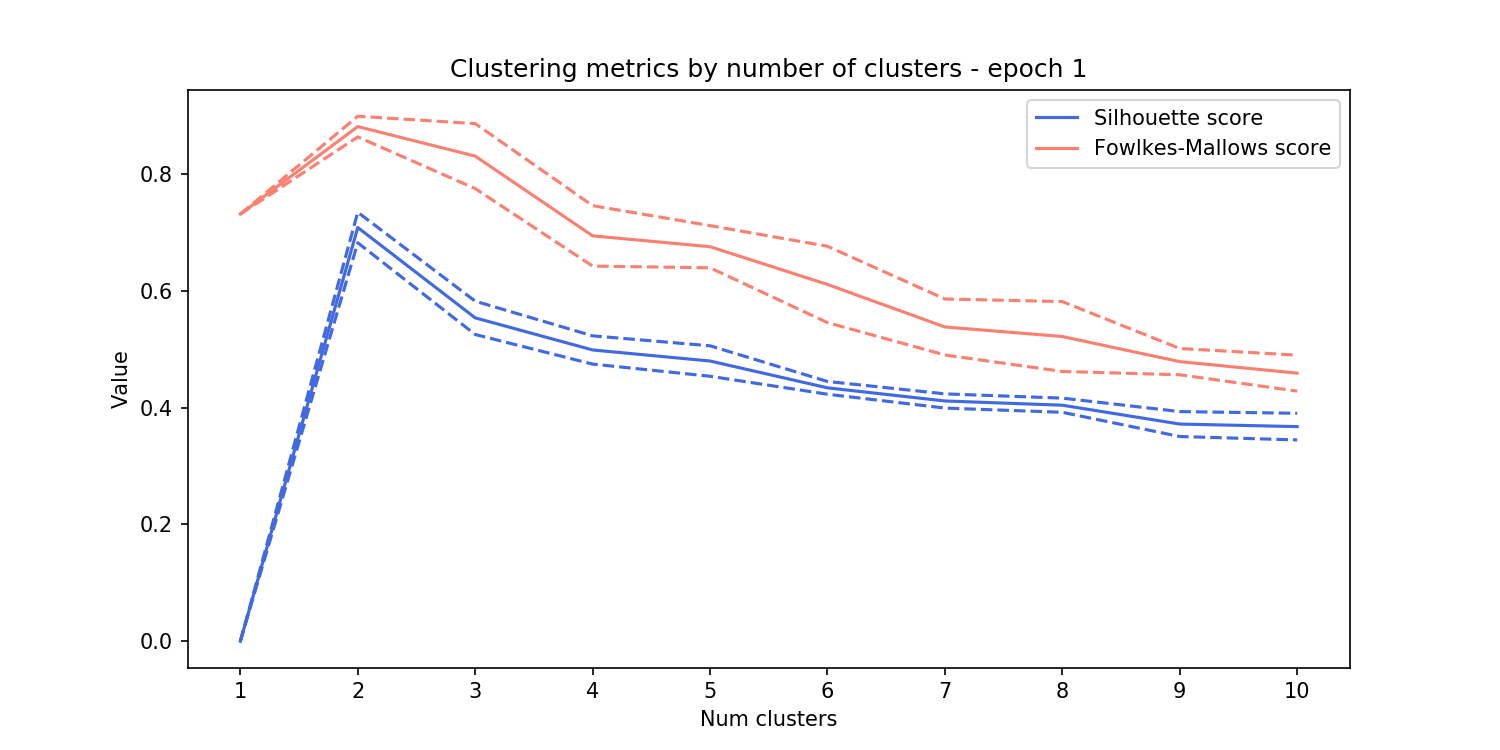 Clustering metrics by number of clusters - epoch 1
Silhouette score
Fowlkes-Mallows score
Value
0.8
0.6
0.4
0.2
0.0
1 2 3 4 5 6 7 8 9 10
Num clusters